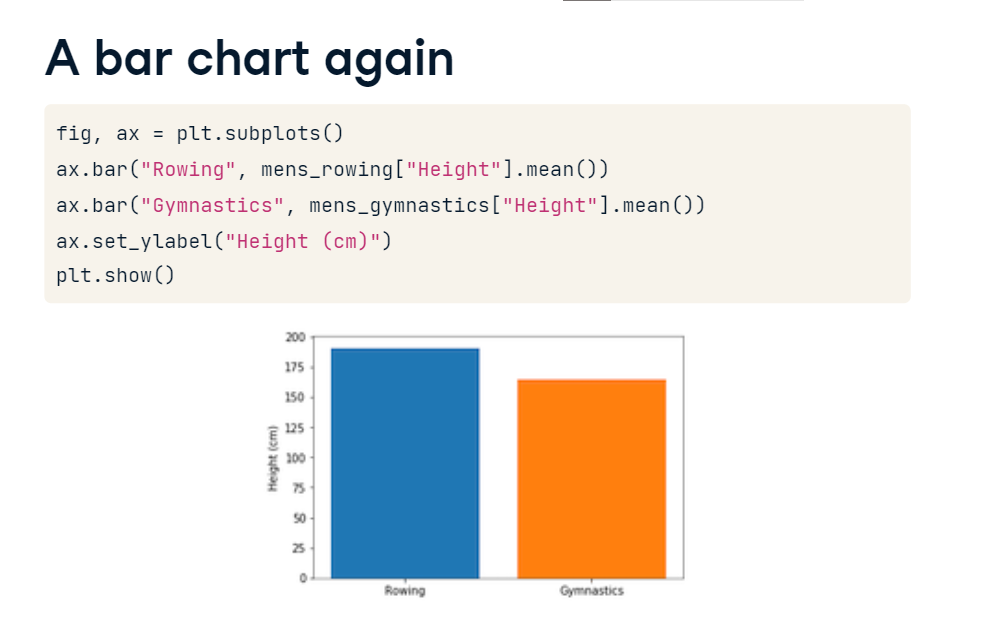 A bar chart again
fig, ax = plt.subplots()
ax.bar("Rowing", mens_rowing["Height"].mean())
ax.bar("Gymnastics", mens_gymnastics["Height"].mean())
ax.set_ylabel("Height (cm)")
plt.show()
200
175
150
125
100
75
50
25
0
Height (cm)
Rowing Gymnastics